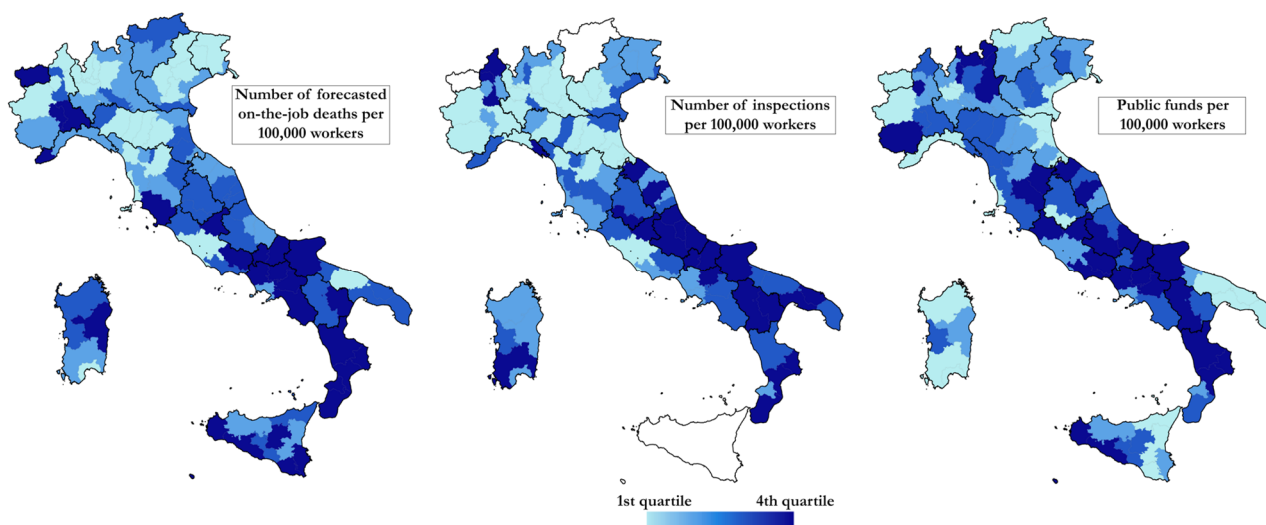 Number of forecasted
on-the-job deaths per
100,000 workers
Number of inspections
per 100,000 workers
Public funds per
100,000 workers
1st quartile
4th quartile